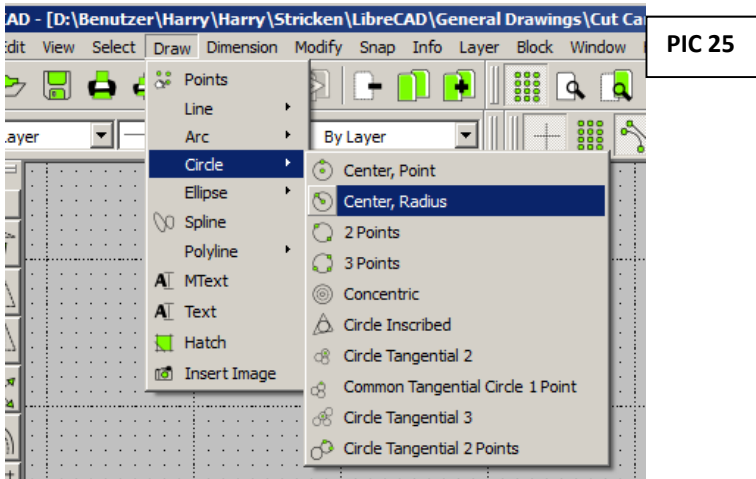 AD - [D:\Benutzer\Harry\Harry\Stricken\LibreCAD\General Drawings\Cut Ca
PIC 25
dit View Select Draw Dimension Modify Snap Info Layer Block Window
Points
Line
Layer
Arc
By Layer
Circle
Center, Point
Ellipse
Center, Radius
Spline
2 Points
Polyline
3 Points
MText
Concentric
Text
Circle Inscribed
Hatch
Circle Tangential 2
Insert Image
Common Tangential Circle 1 Point
Circle Tangential 3
Circle Tangential 2 Points